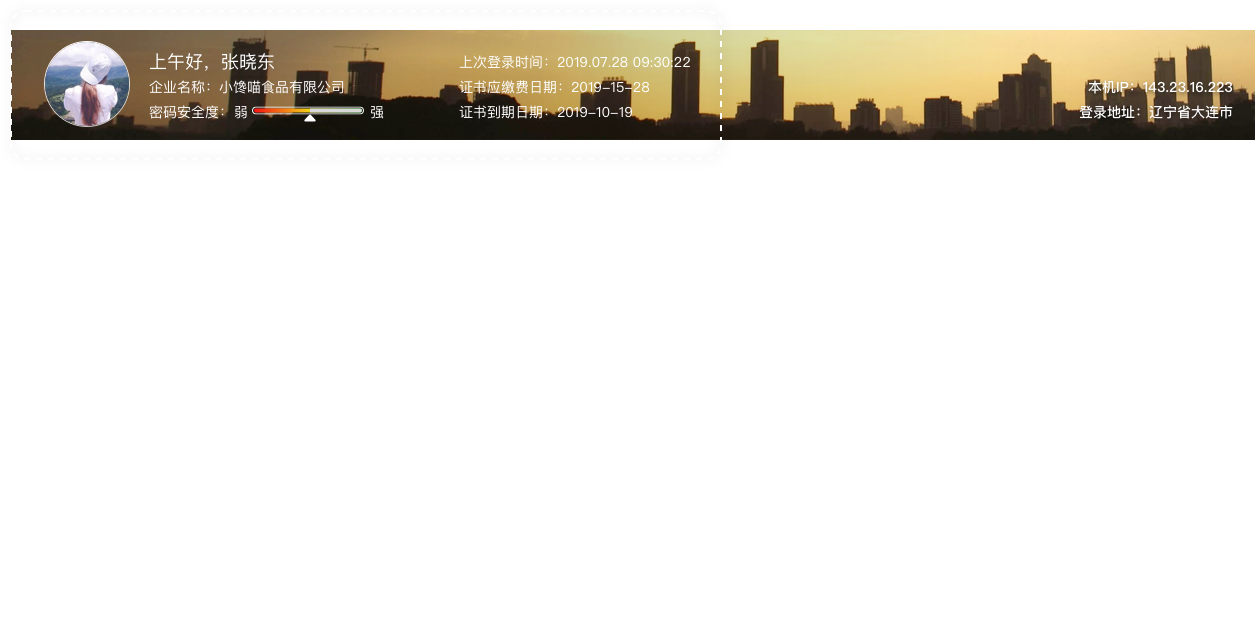 上午好，张晓东
企业名称：小馋喵食品有限公司
密码安全度：弱 强
上次登录时间：2019.07.28 09:30:22
证书应缴费日期：2019-15-28
证书到期日期：2019-10-19
本机IP：143.23.16.223
登录地址：辽宁省大连市